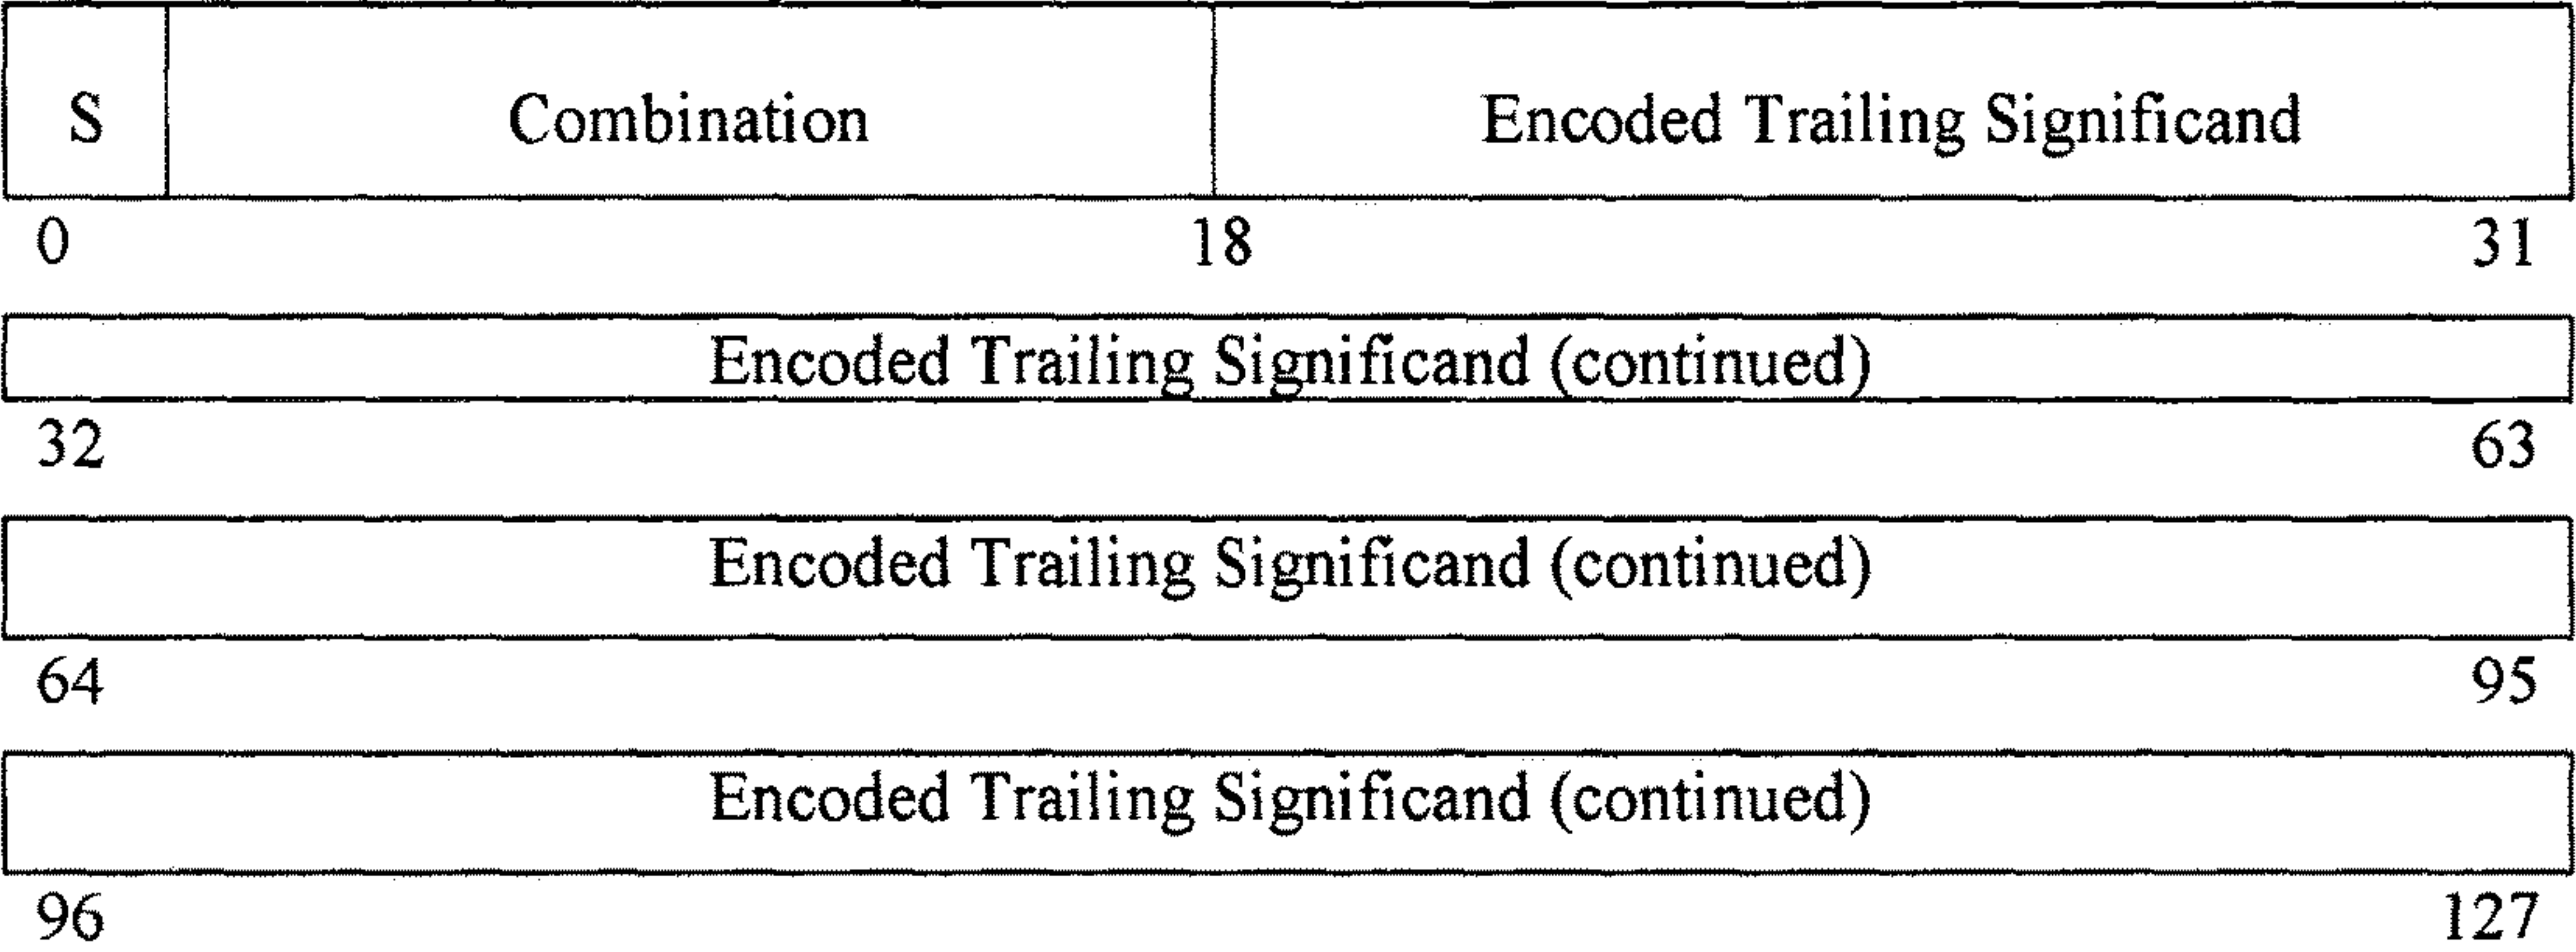 S Combination Encoded Trailing Significand
0 18 31
Encoded Trailing Significand (continued)
32 63
Encoded Trailing Significand (continued)
64 95
Encoded Trailing Significand (continued)
96 127